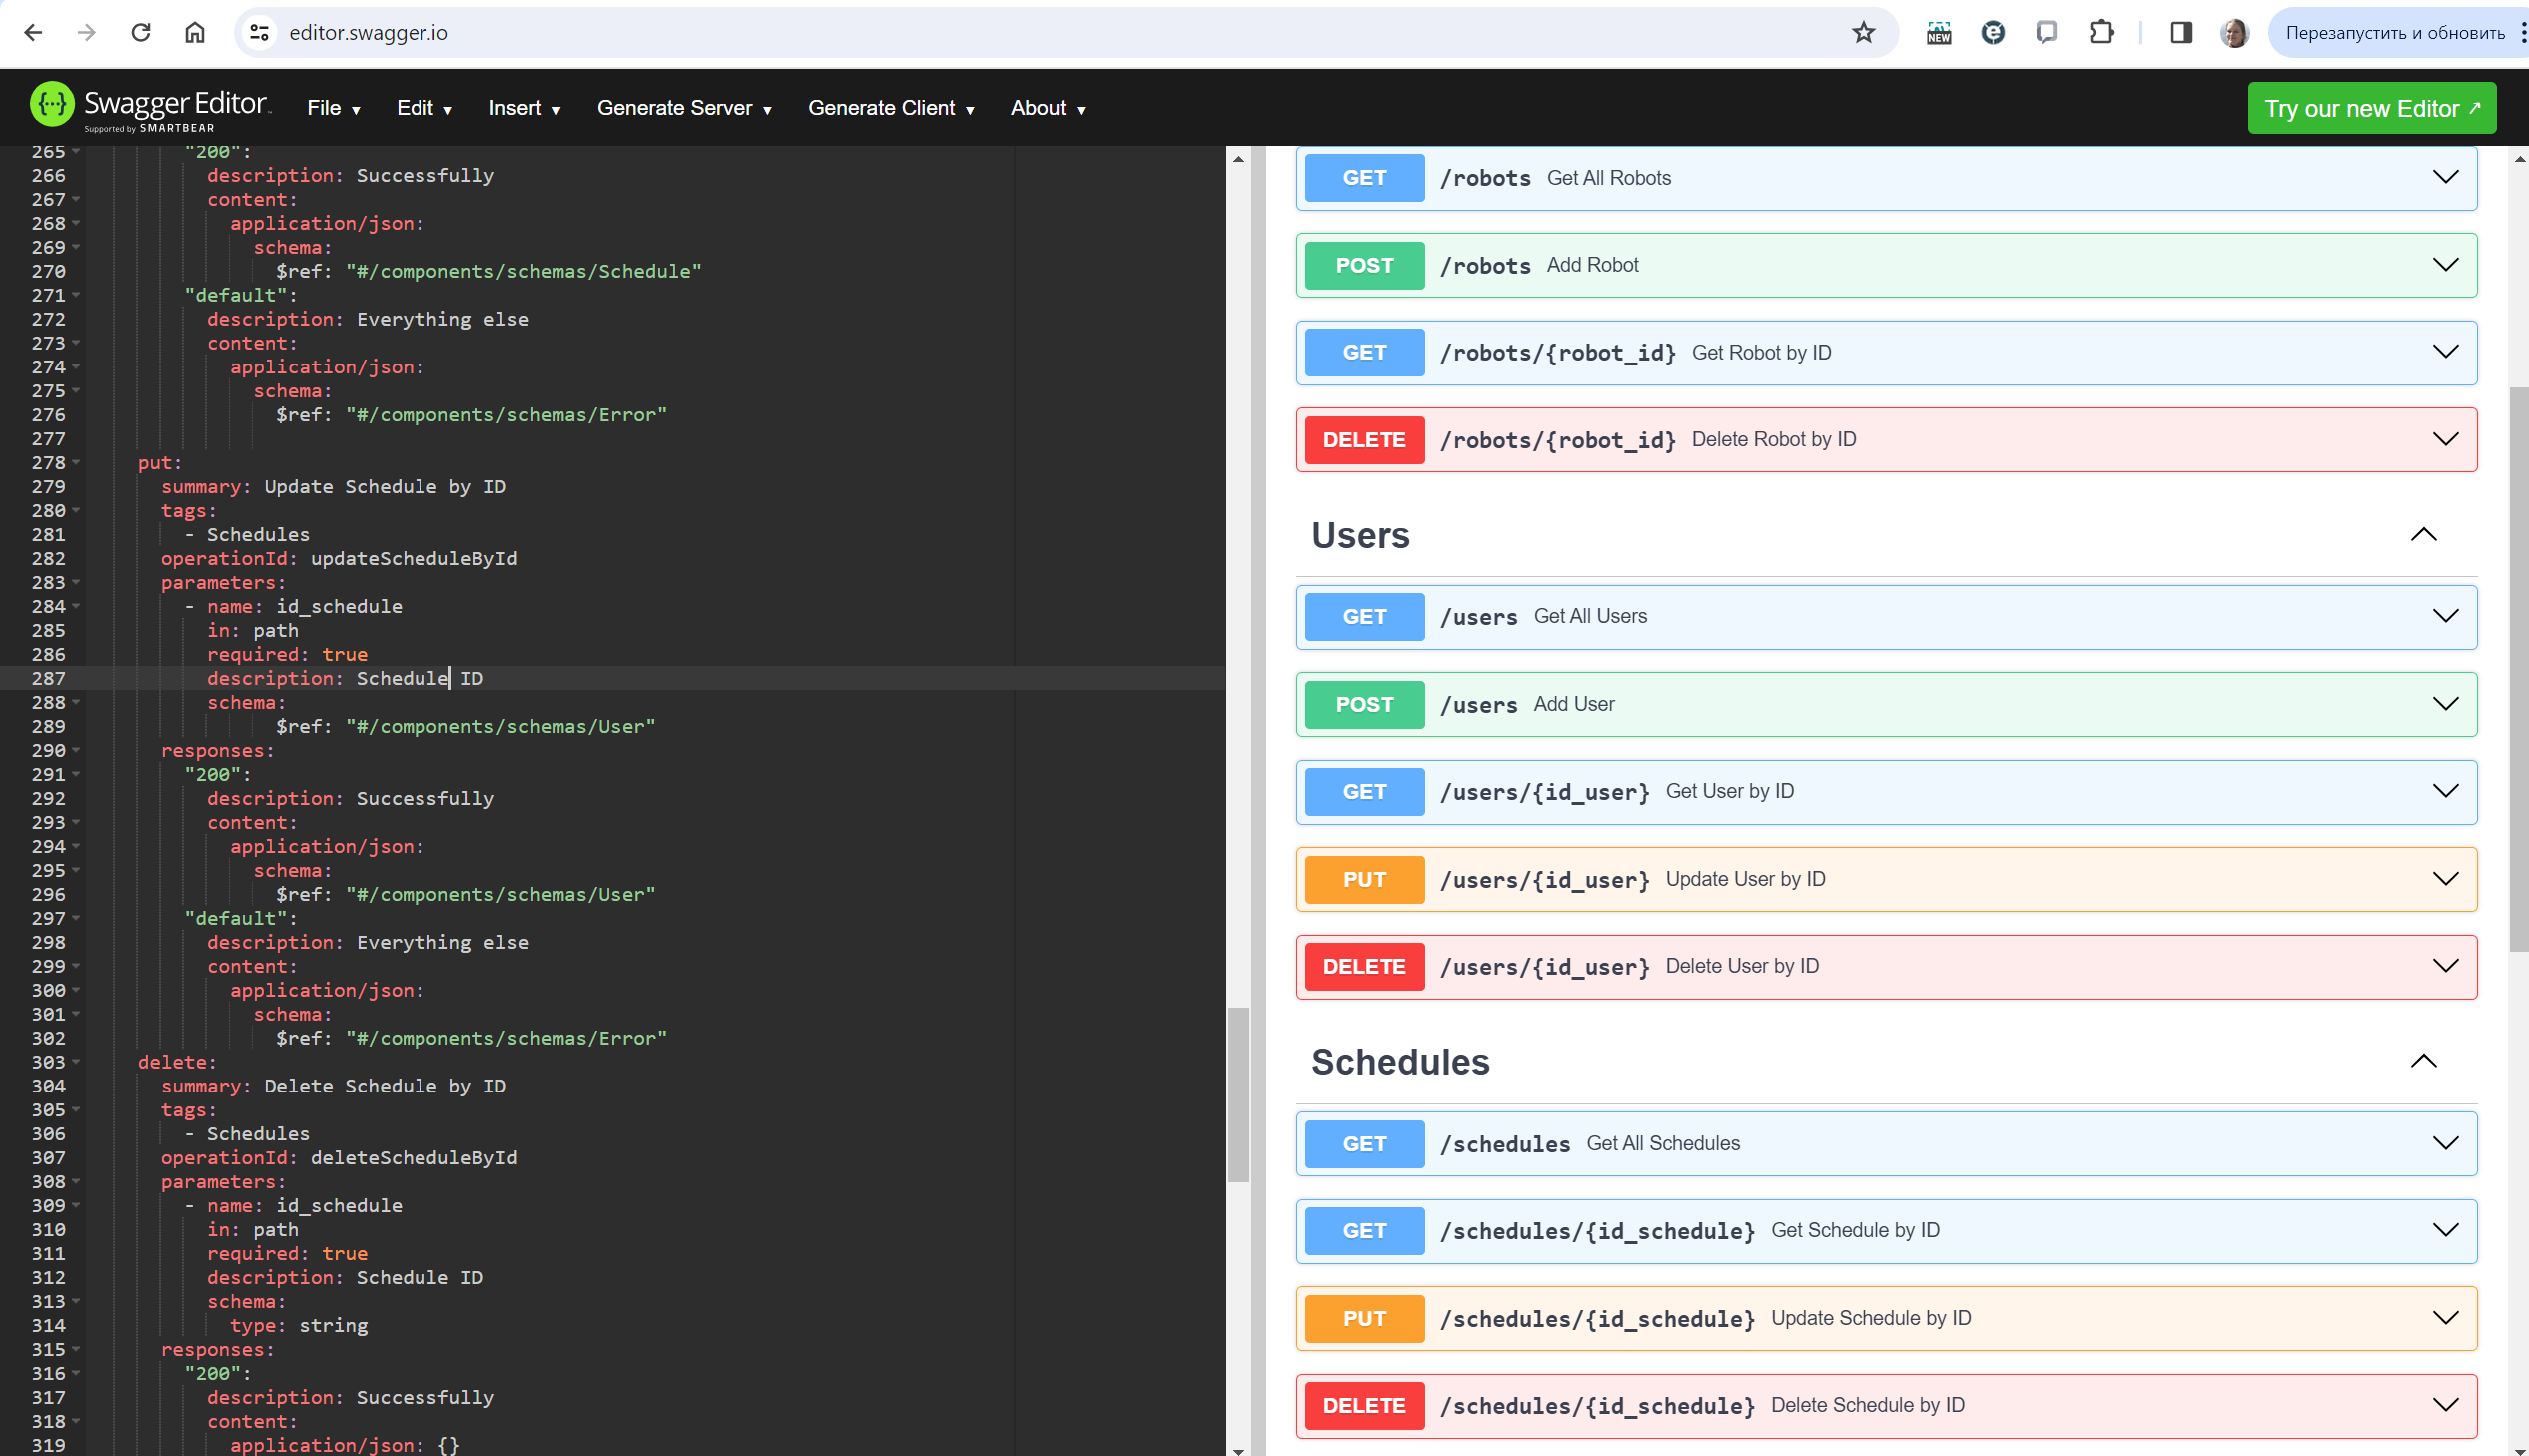 editor.swagger.io
NEW
Перезапустить и обновить
Swagger Editor
Supported by SMARTBEAR
File
Edit
Insert
Generate Server
Generate Client
About
Try our new Editor
265 "200":
266 description: Successfully
267 content:
268 application/json:
269 schema:
270 $ref: "#/components/schemas/Schedule"
271 "default":
272 description: Everything else
273 content:
274 application/json:
275 schema:
276 $ref: "#/components/schemas/Error"
277
278 put:
279 summary: Update Schedule by ID
280 tags:
281 - Schedules
282 operationId: updateScheduleById
283 parameters:
284 - name: id_schedule
285 in: path
286 required: true
287 description: Schedule ID
288 schema:
289 $ref: "#/components/schemas/User"
290 responses:
291 "200":
292 description: Successfully
293 content:
294 application/json:
295 schema:
296 $ref: "#/components/schemas/User"
297 "default":
298 description: Everything else
299 content:
300 application/json:
301 schema:
302 $ref: "#/components/schemas/Error"
303 delete:
304 summary: Delete Schedule by ID
305 tags:
306 - Schedules
307 operationId: deleteScheduleById
308 parameters:
309 - name: id_schedule
310 in: path
311 required: true
312 description: Schedule ID
313 schema:
314 type: string
315 responses:
316 "200":
317 description: Successfully
318 content:
319 application/json: {}
GET /robots Get All Robots
POST /robots Add Robot
GET /robots/{robot_id} Get Robot by ID
DELETE /robots/{robot_id} Delete Robot by ID
Users
GET /users Get All Users
POST /users Add User
GET /users/{id_user} Get User by ID
PUT /users/{id_user} Update User by ID
DELETE /users/{id_user} Delete User by ID
Schedules
GET /schedules Get All Schedules
GET /schedules/{id_schedule} Get Schedule by ID
PUT /schedules/{id_schedule} Update Schedule by ID
DELETE /schedules/{id_schedule} Delete Schedule by ID